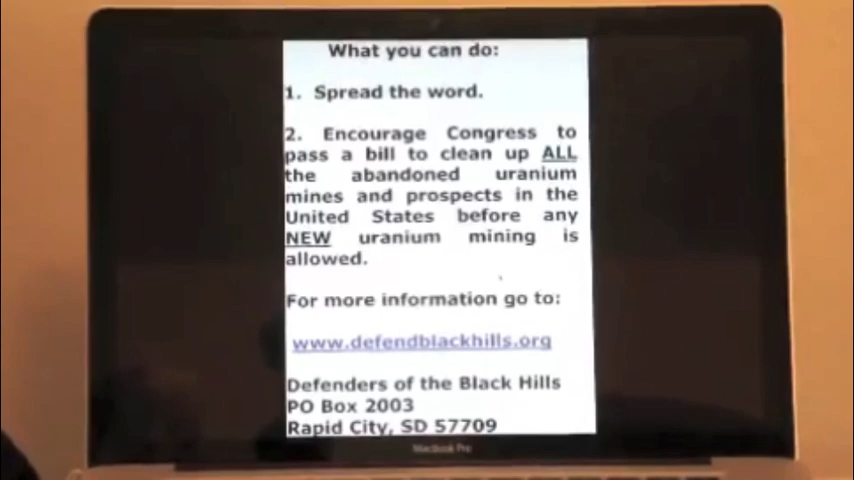 What you can do:
1. Spread the word.
2. Encourage Congress to
pass a bill to clean up ALL
the abandoned uranium
mines and prospects in the
United States before any
NEW uranium mining is
allowed.
For more information go to:
www.defendblackhills.org
Defenders of the Black Hills
PO Box 2003
Rapid City, SD 57709
MacBook Pro